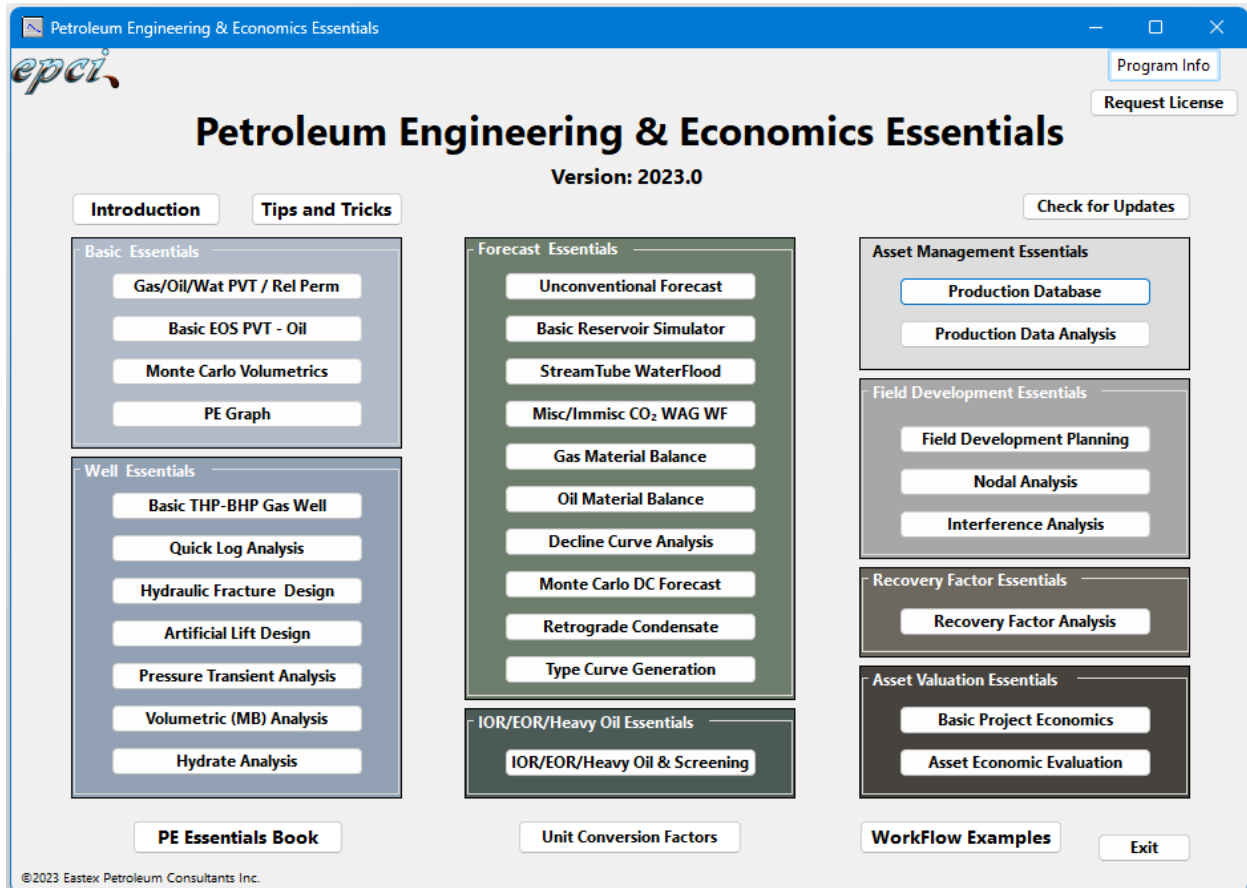 Petroleum Engineering & Economics Essentials
epci
Program Info
Request License
Petroleum Engineering & Economics Essentials
Version: 2023.0
Introduction
Tips and Tricks
Check for Updates
Basic Essentials
Gas/Oil/Wat PVT / Rel Perm
Basic EOS PVT - Oil
Monte Carlo Volumetrics
PE Graph
Well Essentials
Basic THP-BHP Gas Well
Quick Log Analysis
Hydraulic Fracture Design
Artificial Lift Design
Pressure Transient Analysis
Volumetric (MB) Analysis
Hydrate Analysis
Forecast Essentials
Unconventional Forecast
Basic Reservoir Simulator
StreamTube WaterFlood
Misc/Immisc CO₂ WAG WF
Gas Material Balance
Oil Material Balance
Decline Curve Analysis
Monte Carlo DC Forecast
Retrograde Condensate
Type Curve Generation
IOR/EOR/Heavy Oil Essentials
IOR/EOR/Heavy Oil & Screening
Asset Management Essentials
Production Database
Production Data Analysis
Field Development Essentials
Field Development Planning
Nodal Analysis
Interference Analysis
Recovery Factor Essentials
Recovery Factor Analysis
Asset Valuation Essentials
Basic Project Economics
Asset Economic Evaluation
PE Essentials Book
Unit Conversion Factors
WorkFlow Examples
Exit
©2023 Eastex Petroleum Consultants Inc.